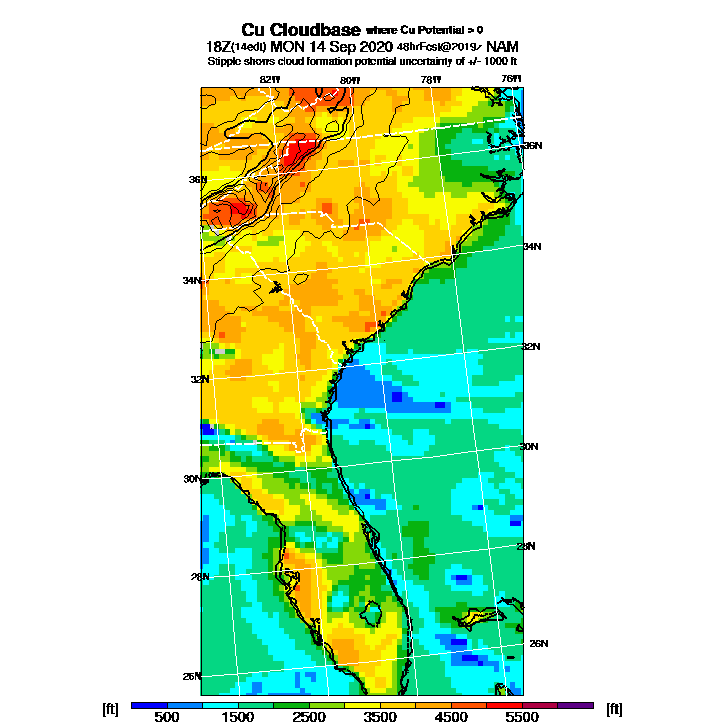 Cu Cloudbase where Cu Potential > 0
18Z(14edt) MON 14 Sep 2020 48hrFcst@2019z NAM
Stipple shows cloud formation potential uncertainty of +/- 1000 ft
82W 80W 78W 76W
36N
36N
34N
34N
32N
32N
30N
30N
28N
28N
26N
26N
[ft] 500 1500 2500 3500 4500 5500 [ft]